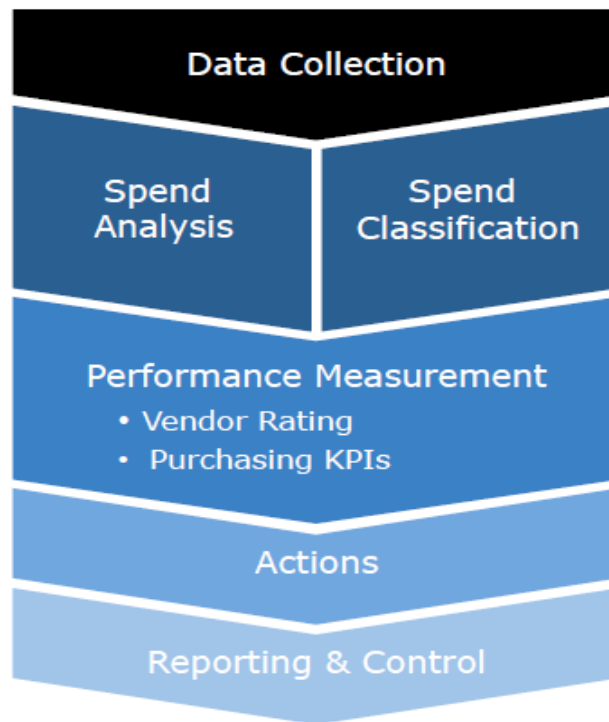 Data Collection
Spend
Analysis
Spend
Classification
Performance Measurement
• Vendor Rating
• Purchasing KPIs
Actions
Reporting & Control